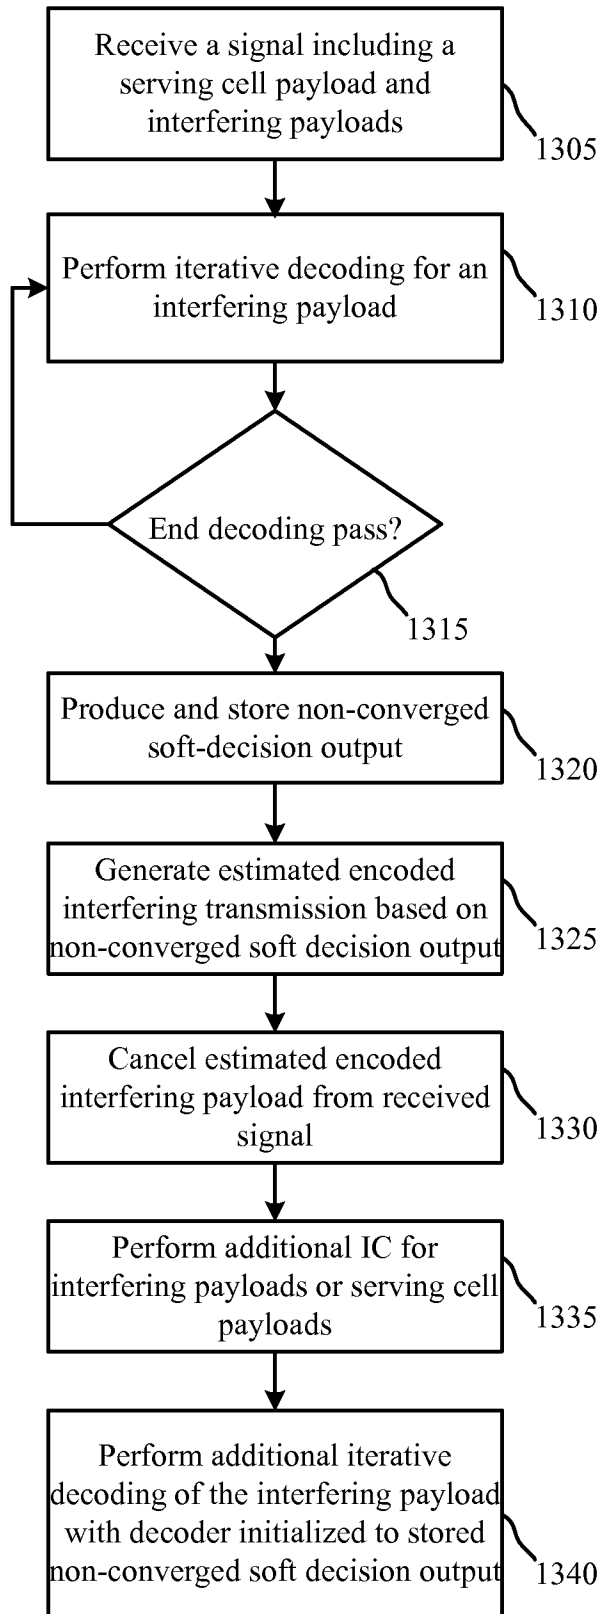 Receive a signal including a
serving cell payload and
interfering payloads
1305
Perform iterative decoding for an
interfering payload
1310
End decoding pass?
1315
Produce and store non-converged
soft-decision output
1320
Generate estimated encoded
interfering transmission based on
non-converged soft decision output
1325
Cancel estimated encoded
interfering payload from received
signal
1330
Perform additional IC for
interfering payloads or serving cell
payloads
1335
Perform additional iterative
decoding of the interfering payload
with decoder initialized to stored
non-converged soft decision output
1340